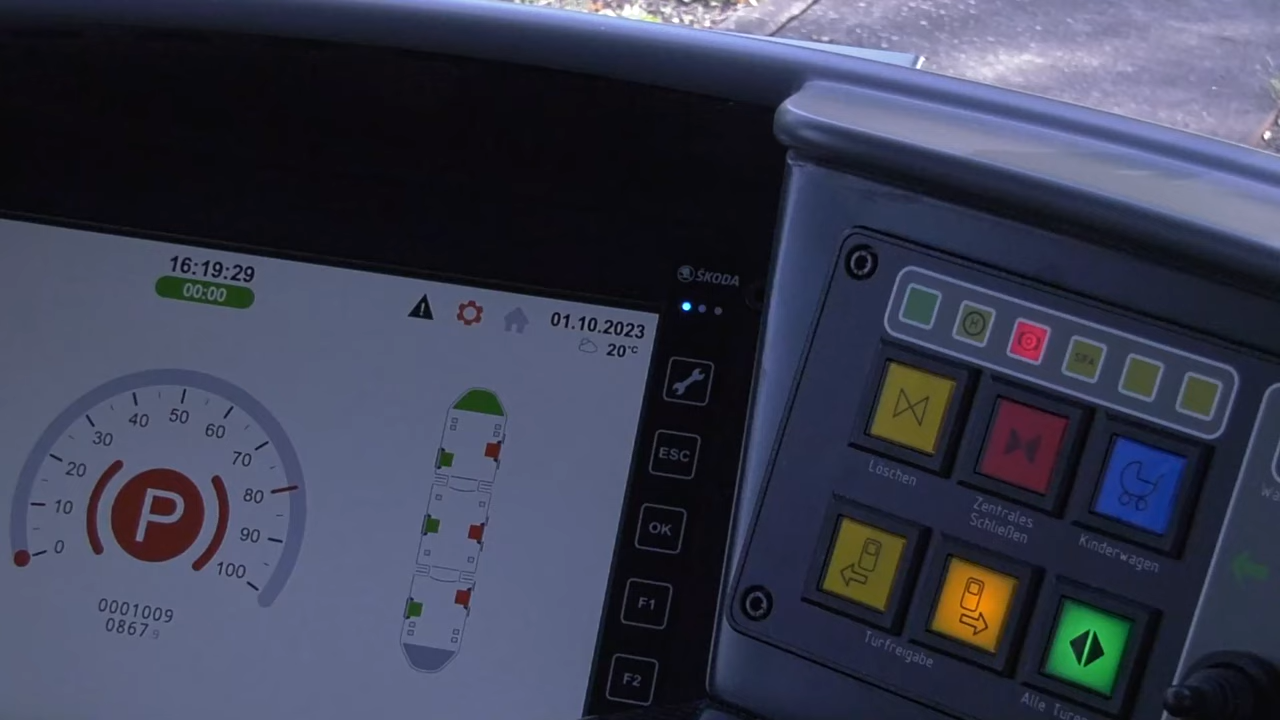 16:19:29
00:00
01.10.2023
20°C
ŠKODA
0
10
20
30
40
50
60
70
80
90
100
P
0001009
0867
ESC
OK
F1
F2
H
SIFA
Löschen
Zentrales
Schließen
Kinderwagen
Türfreigabe